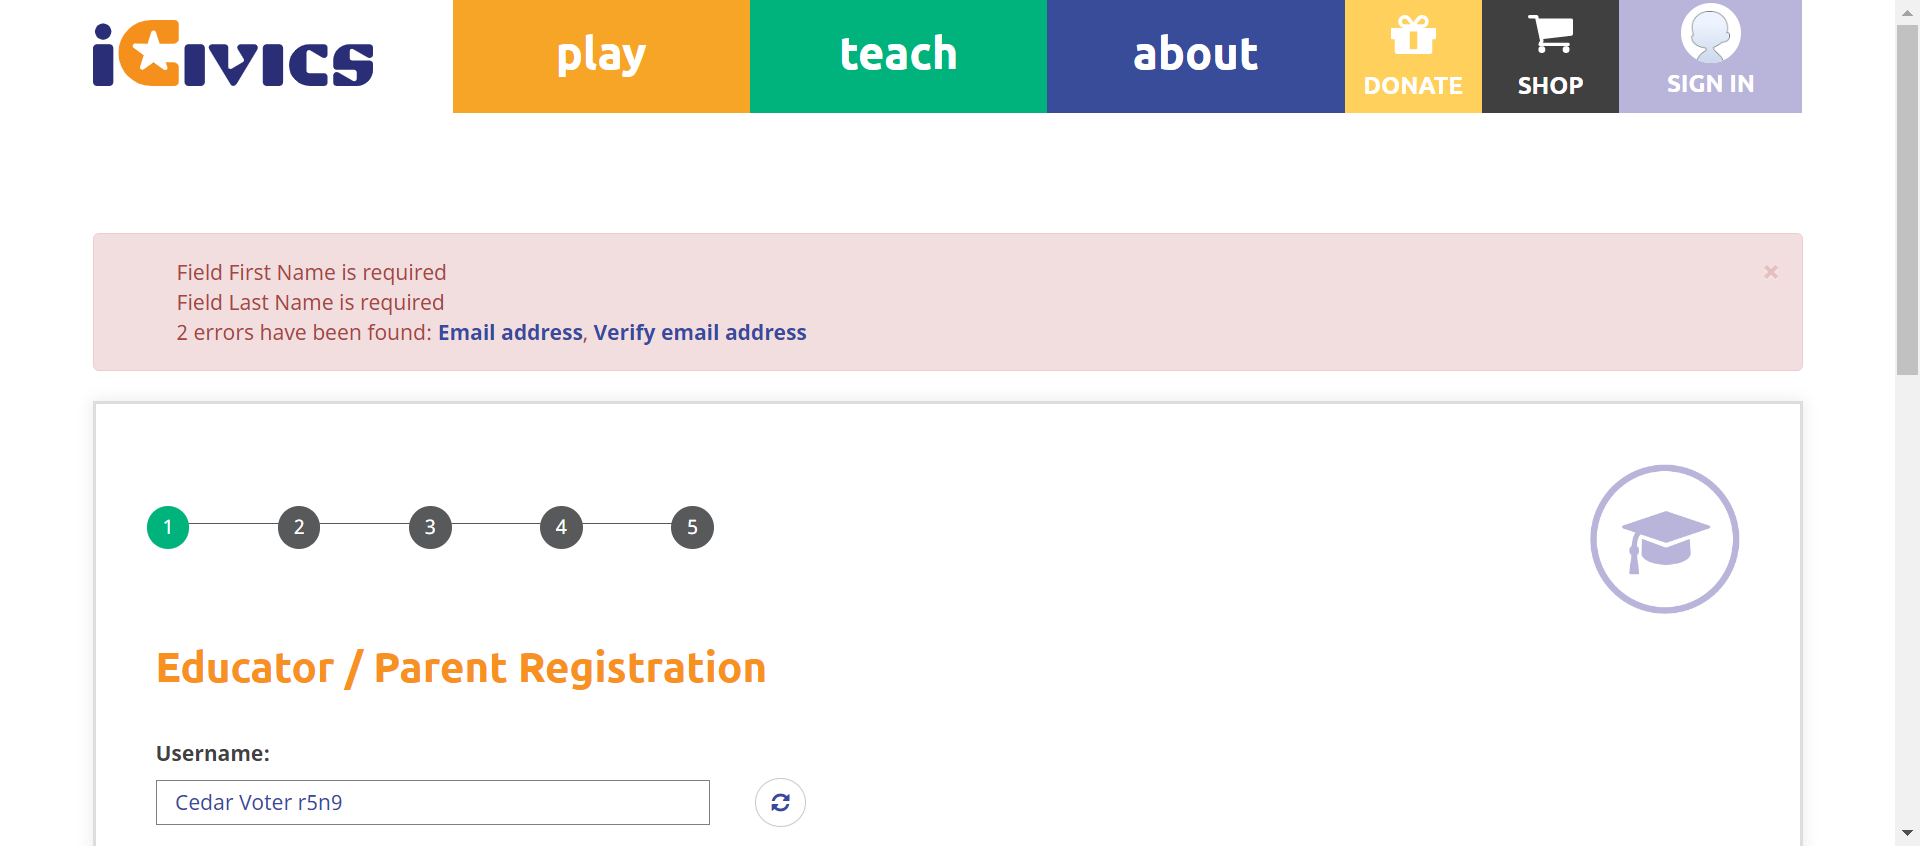 iCivics
play
teach
about
DONATE
SHOP
SIGN IN
Field First Name is required
Field Last Name is required
2 errors have been found: Email address, Verify email address
×
1
2
3
4
5
Educator / Parent Registration
Username:
Cedar Voter r5n9